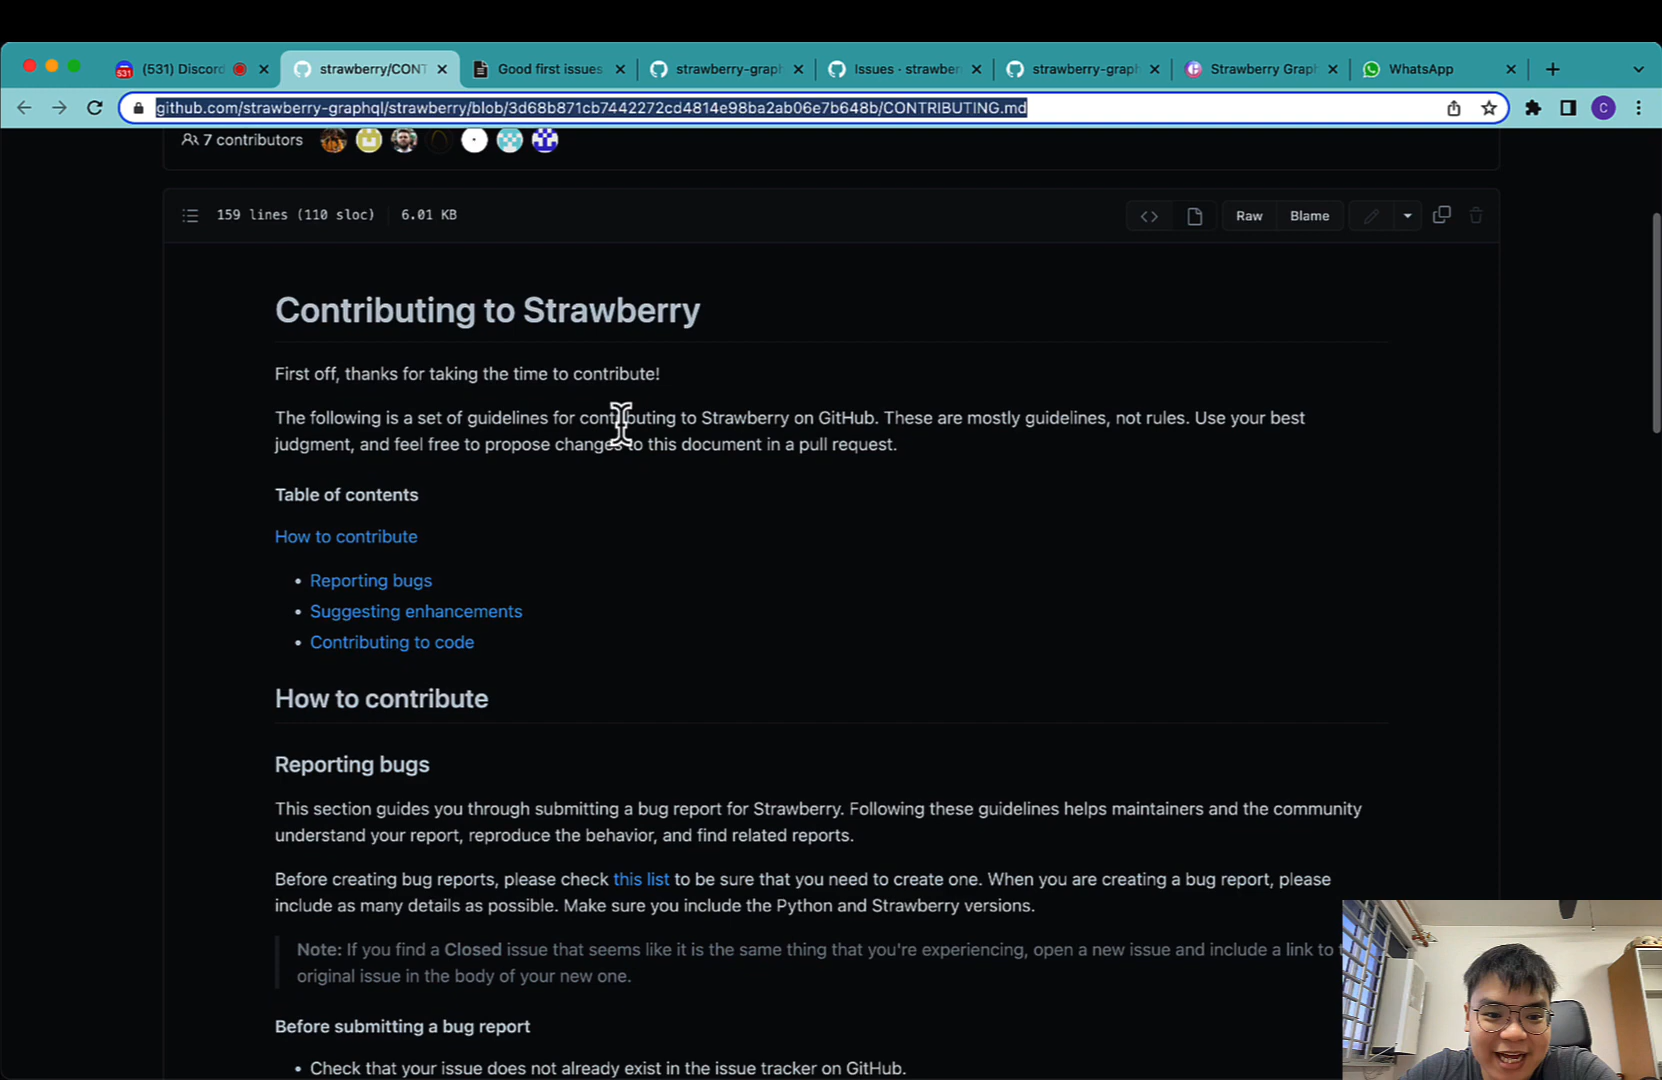 (531) Discord
strawberry/CONT
Good first issues
strawberry-grap
Issues · strawber
strawberry-grap
Strawberry Grap
WhatsApp
531
github.com/strawberry-graphql/strawberry/blob/3d68b871cb7442272cd4814e98ba2ab06e7b648b/CONTRIBUTING.md
C
7 contributors
159 lines (110 sloc) 6.01 KB
Raw Blame
Contributing to Strawberry
First off, thanks for taking the time to contribute!
The following is a set of guidelines for contributing to Strawberry on GitHub. These are mostly guidelines, not rules. Use your best
judgment, and feel free to propose changes to this document in a pull request.
Table of contents
How to contribute
• Reporting bugs
• Suggesting enhancements
• Contributing to code
How to contribute
Reporting bugs
This section guides you through submitting a bug report for Strawberry. Following these guidelines helps maintainers and the community
understand your report, reproduce the behavior, and find related reports.
Before creating bug reports, please check this list to be sure that you need to create one. When you are creating a bug report, please
include as many details as possible. Make sure you include the Python and Strawberry versions.
Note: If you find a Closed issue that seems like it is the same thing that you're experiencing, open a new issue and include a link to t
original issue in the body of your new one.
Before submitting a bug report
• Check that your issue does not already exist in the issue tracker on GitHub.